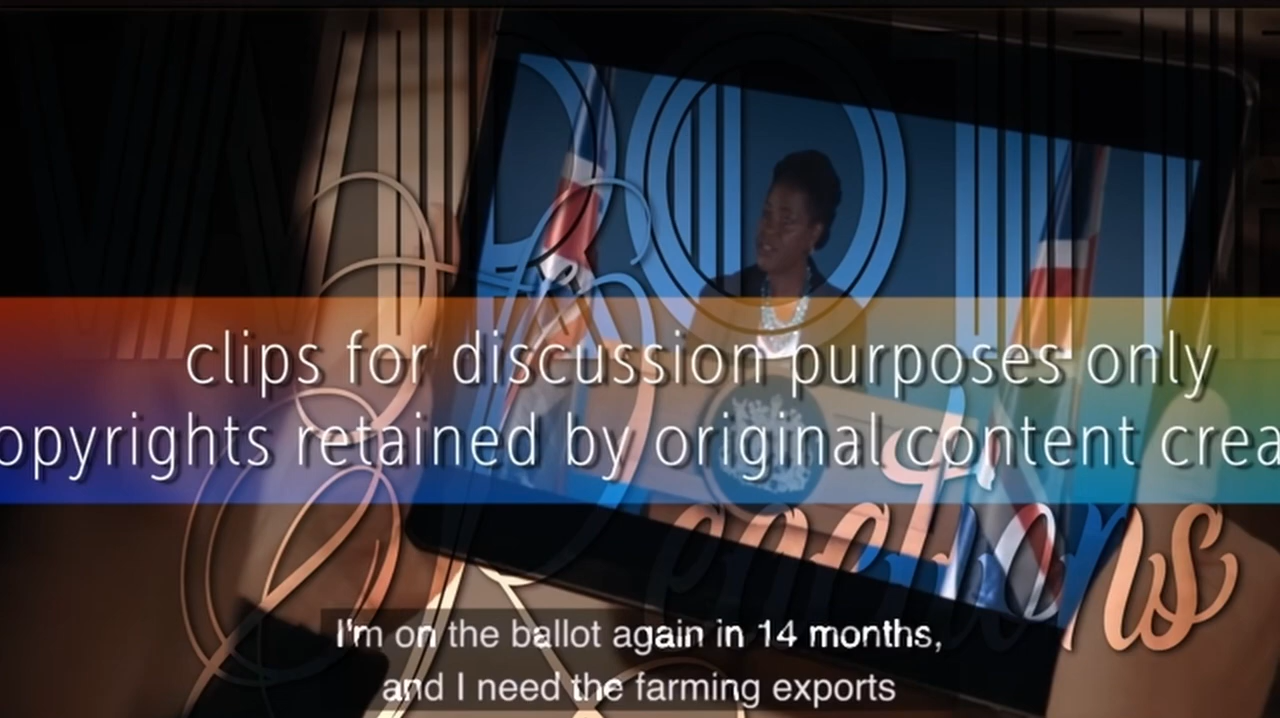 Reactions
clips for discussion purposes only
opyrights retained by original content crea
I'm on the ballot again in 14 months,
and I need the farming exports